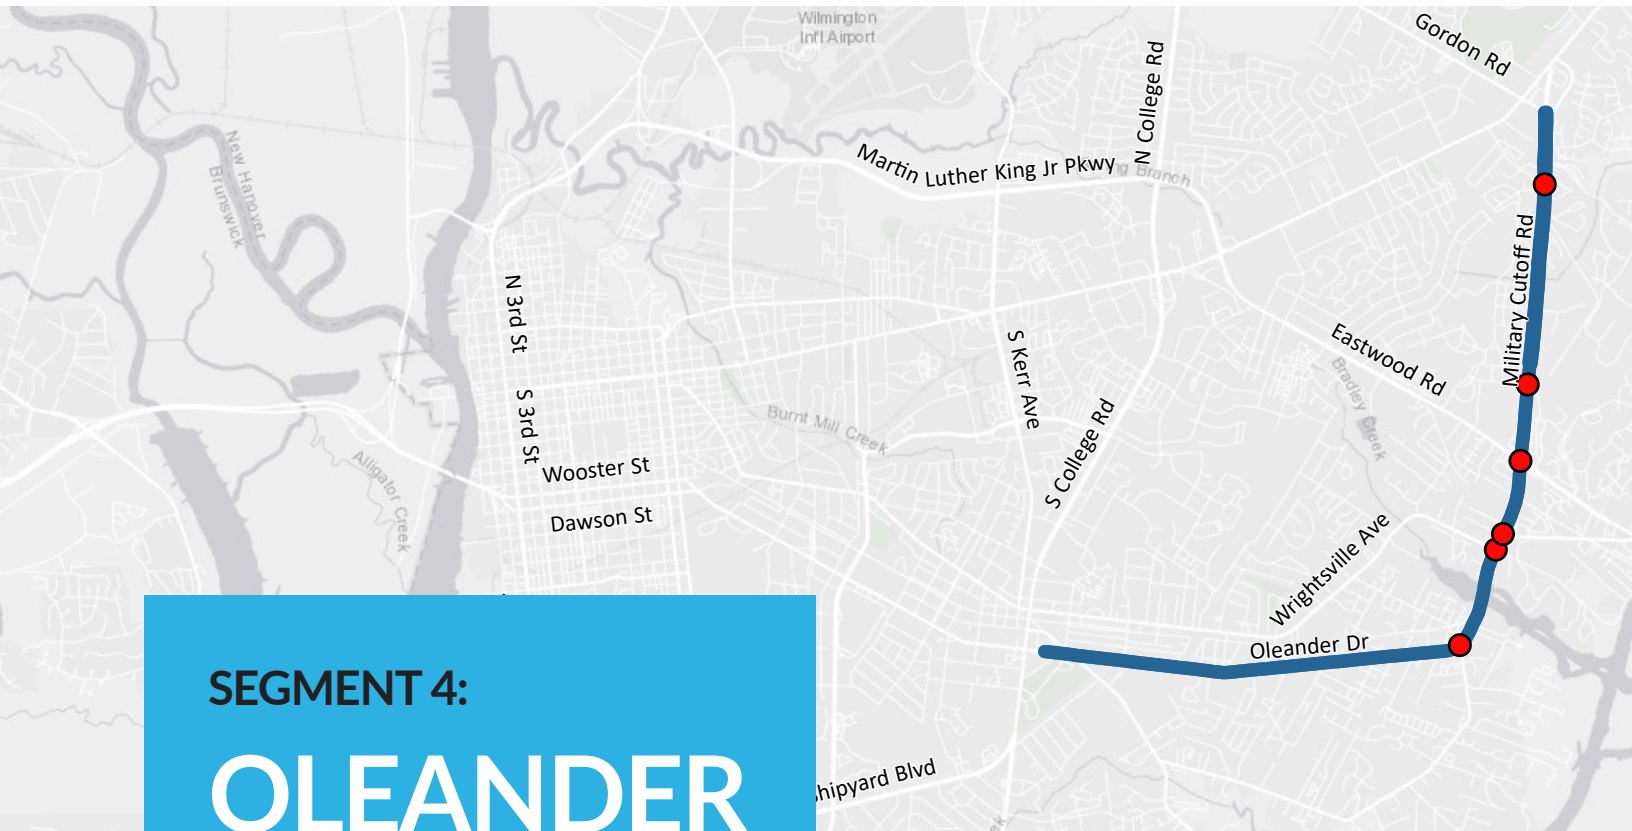 Wilmington
Int'l Airport
Gordon Rd
N College Rd
Martin Luther King Jr Pkwy
ng Branch
New Hanover
Brunswick
Military Cutoff Rd
N 3rd St
S Kerr Ave
Eastwood Rd
Bradley Creek
S 3rd St
Burnt Mill Creek
S College Rd
Wooster St
Alligator Creek
Dawson St
Wrightsville Ave
Oleander Dr
SEGMENT 4:
OLEANDER
hipyard Blvd
ek